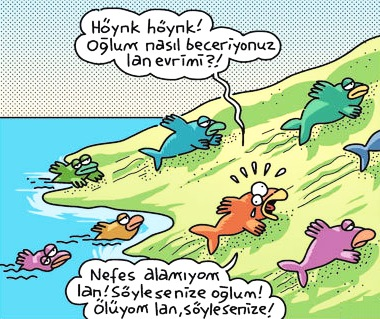 Höynk höynk!
Oğlum nasıl beceriyonuz
lan evrimi?!
Nefes alamıyom
lan! Söylesenize oğlum!
Ölüyom lan, söylesenize!